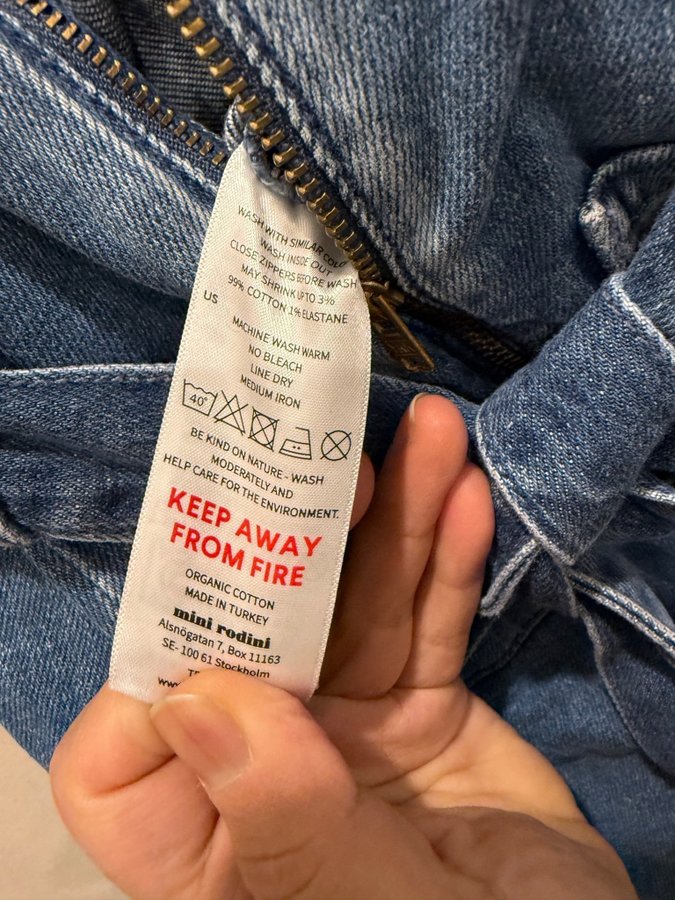 WASH WITH SIMILAR
WASH INSIDE OUT
CLOSE ZIPPERS BEFORE WASH
MAY SHRINK UP TO 3%
99% COTTON 1% ELASTANE
US
MACHINE WASH WARM
NO BLEACH
LINE DRY
MEDIUM IRON
40°
BE KIND ON NATURE - WASH
MODERATELY AND
HELP CARE FOR THE ENVIRONMENT.
KEEP AWAY
FROM FIRE
ORGANIC COTTON
MADE IN TURKEY
mini rodini
Alsnögatan 7, Box 11163
SE- 100 61 Stockholm